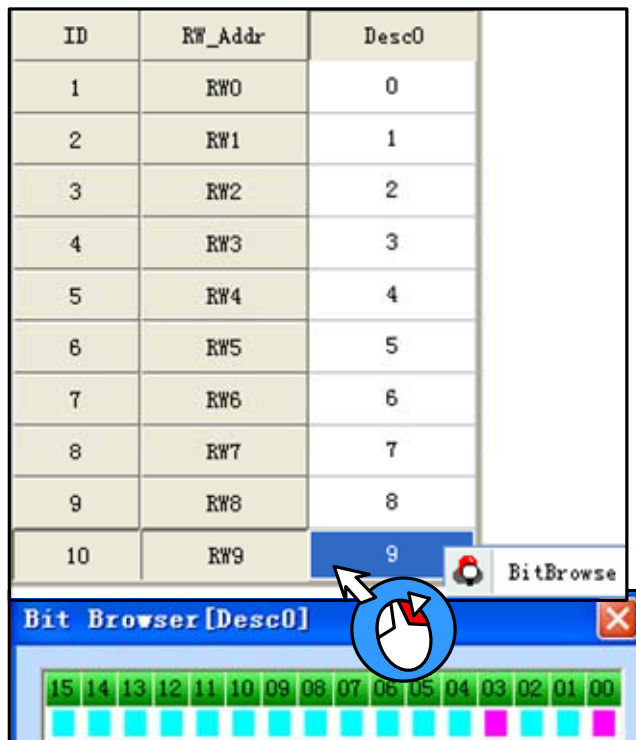 ID RW_Addr Desc0
1 RW0 0
2 RW1 1
3 RW2 2
4 RW3 3
5 RW4 4
6 RW5 5
7 RW6 6
8 RW7 7
9 RW8 8
10 RW9 9
BitBrowse
Bit Browser[Desc0]
15 14 13 12 11 10 09 08 07 06 05 04 03 02 01 00